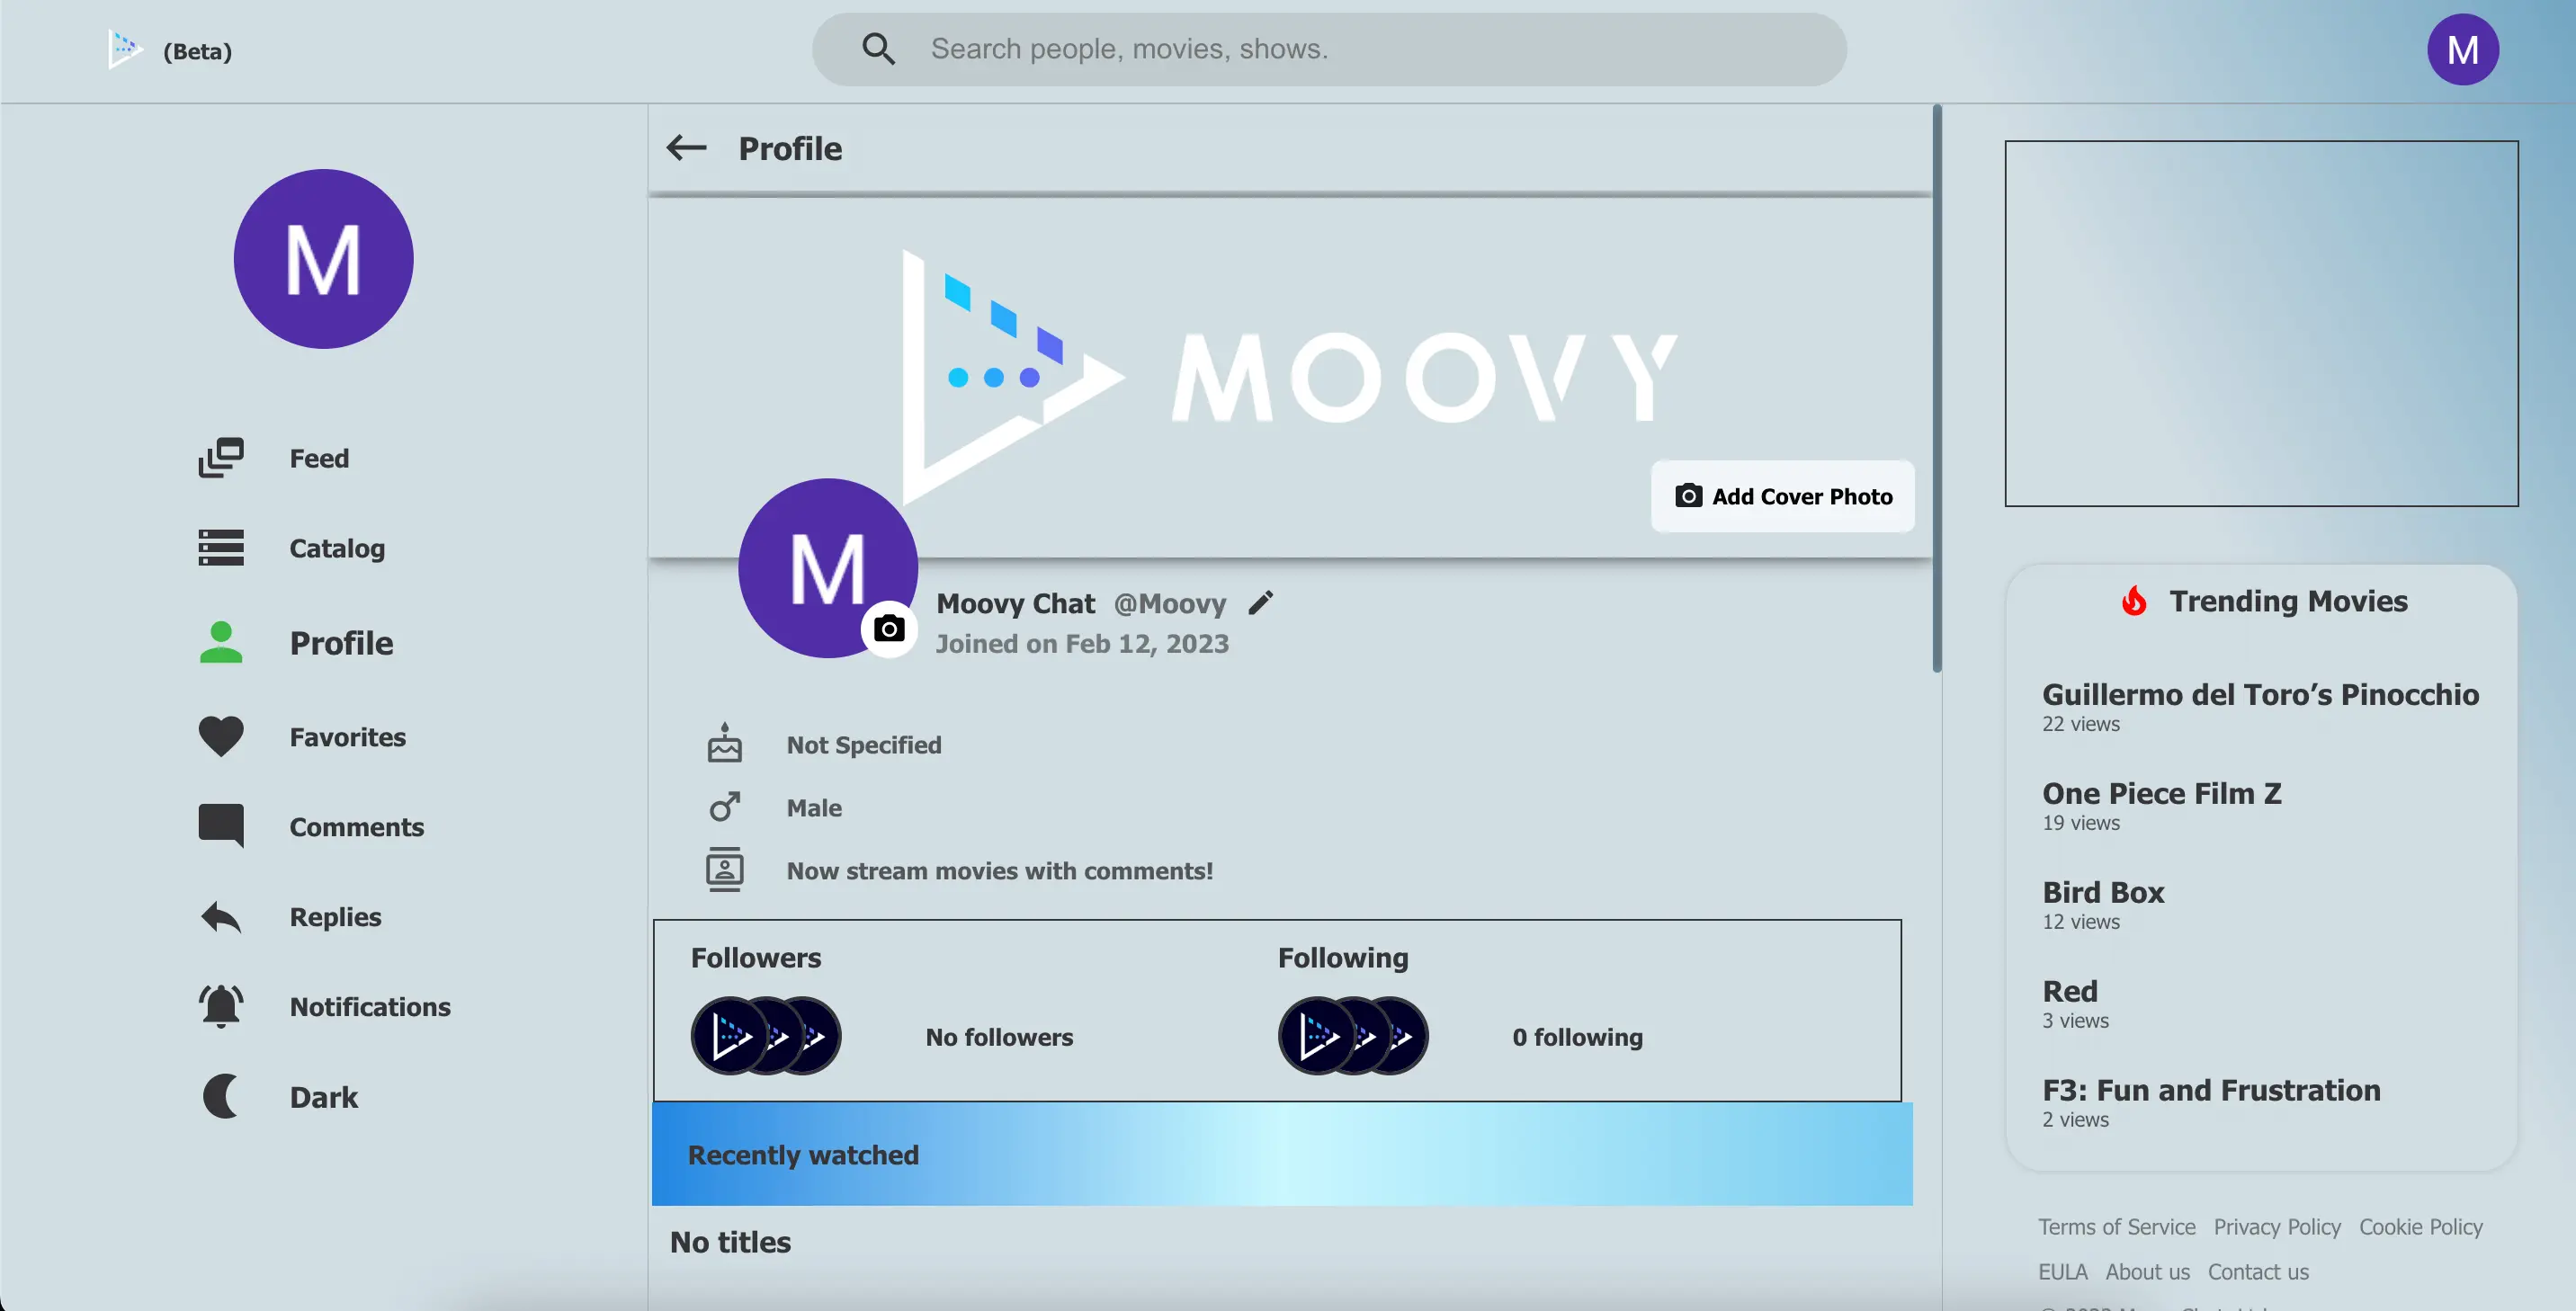 (Beta)
Search people, movies, shows.
M
M
Feed
Catalog
Profile
Favorites
Comments
Replies
Notifications
Dark
Profile
MOOVY
Add Cover Photo
M
Moovy Chat @Moovy
Joined on Feb 12, 2023
Not Specified
Male
Now stream movies with comments!
Followers
Following
No followers
0 following
Recently watched
No titles
Trending Movies
Guillermo del Toro’s Pinocchio
22 views
One Piece Film Z
19 views
Bird Box
12 views
Red
3 views
F3: Fun and Frustration
2 views
Terms of Service Privacy Policy Cookie Policy
EULA About us Contact us